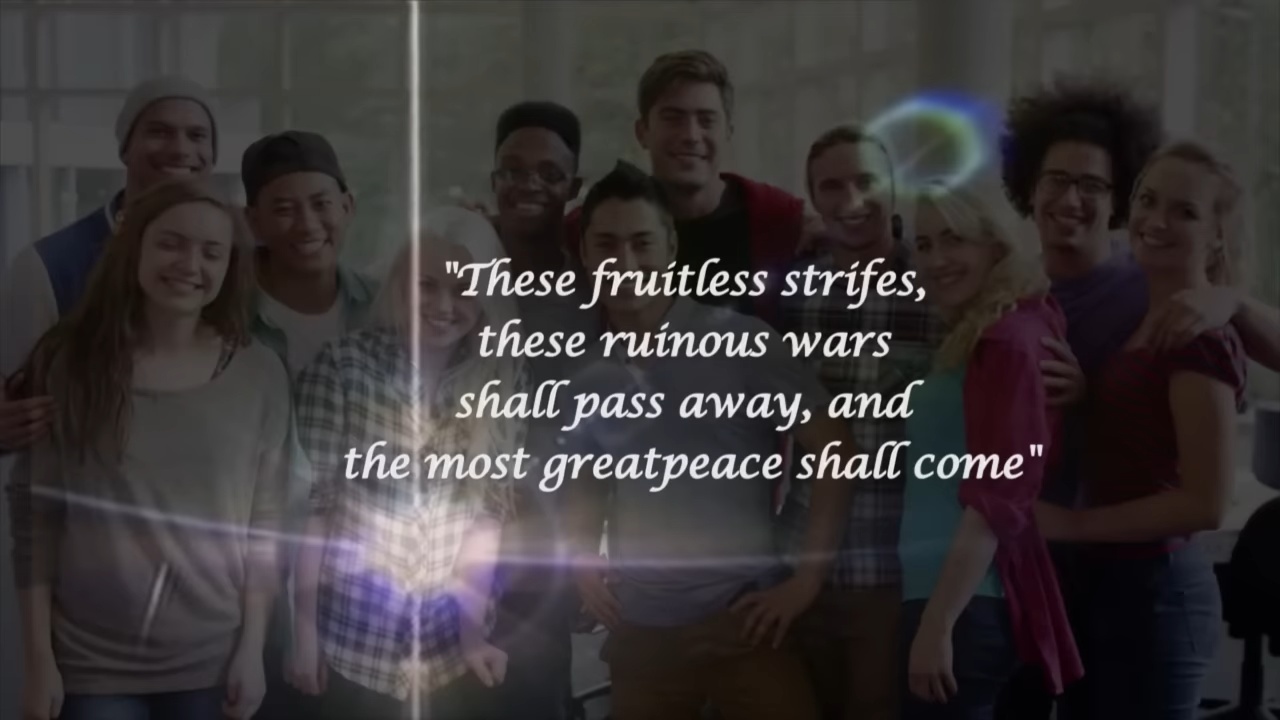 "These fruitless strifes,
these ruinous wars
shall pass away, and
the most greatpeace shall come"